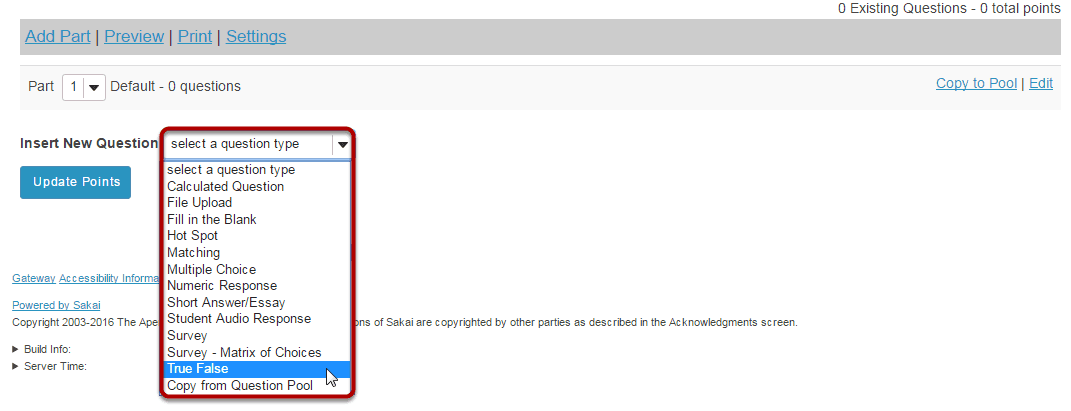 0 Existing Questions - 0 total points
Add Part | Preview | Print | Settings
Part 1 Default - 0 questions Copy to Pool | Edit
Insert New Question select a question type
Update Points
select a question type
Calculated Question
File Upload
Fill in the Blank
Hot Spot
Matching
Multiple Choice
Numeric Response
Short Answer/Essay
Student Audio Response
Survey
Survey - Matrix of Choices
True False
Copy from Question Pool
Gateway Accessibility Informa
Powered by Sakai
Copyright 2003-2016 The Ape ons of Sakai are copyrighted by other parties as described in the Acknowledgments screen.
Build Info:
Server Time: